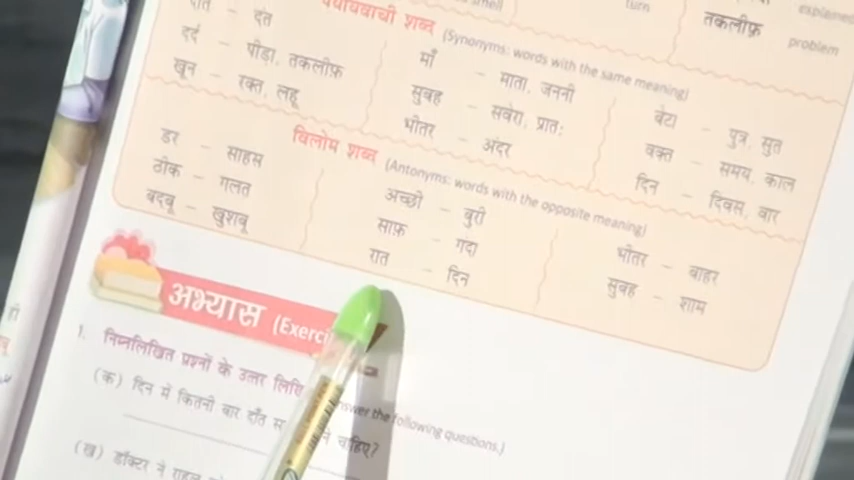 smell turn तकलीफ़ explained problem
दाँत – दंत पर्यायवाची शब्द (Synonyms: words with the same meaning)
दर्द – पीड़ा, तकलीफ़ माँ – माता, जननी बेटा – पुत्र, सुत
खून – रक्त, लहू सुबह – सवेरा, प्रात: वक्त – समय, काल
भीतर – अंदर दिन – दिवस, वार
विलोम शब्द (Antonyms: words with the opposite meaning)
डर – साहस अच्छी – बुरी भीतर – बाहर
ठीक – गलत साफ़ – गंदा सुबह – शाम
बदबू – खुशबू रात – दिन
अभ्यास (Exerci
1. निम्नलिखित प्रश्नों के उत्तर लिखि nswer the following questions.)
(क) दिन में कितनी बार दाँत स ने चाहिए?
(ख) डॉक्टर ने राहुल